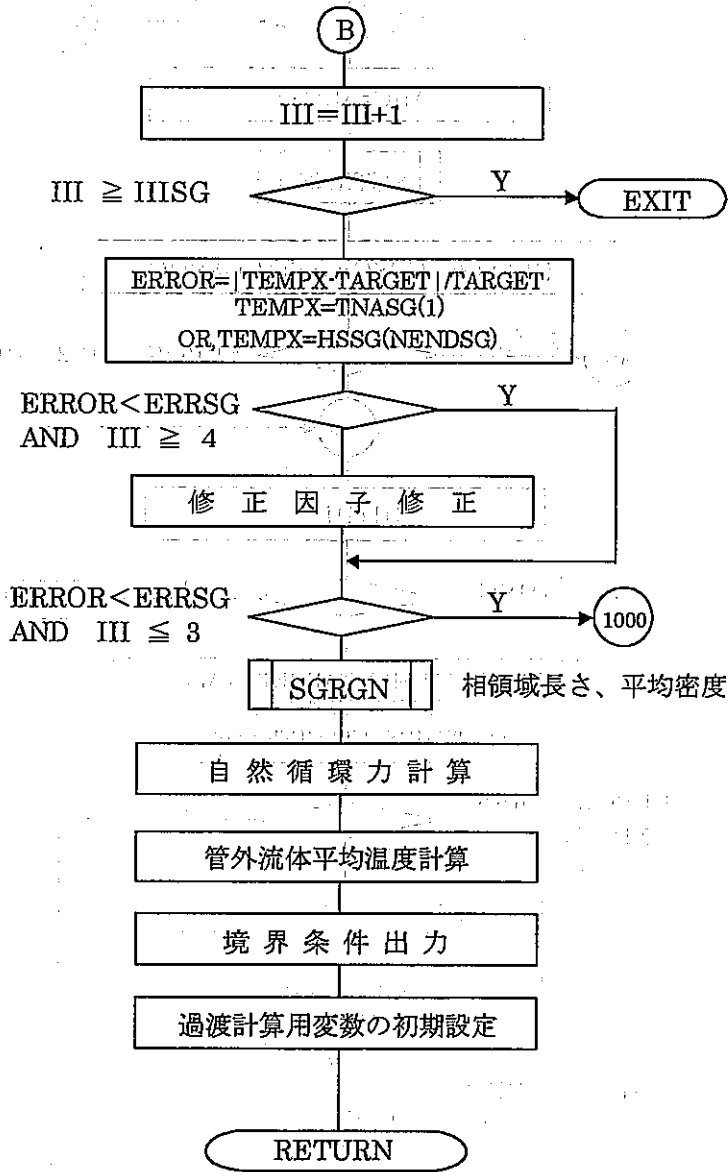 B
III=III+1
III ≧ IIISG
Y
EXIT
ERROR=|TEMPX-TARGET|/TARGET
TEMPX=TNASG(1)
OR,TEMPX=HSSG(NENDSG)
ERROR<ERRSG
AND III ≧ 4
Y
修正因子修正
ERROR<ERRSG
AND III ≦ 3
Y
1000
SGRGN
相領域長さ、平均密度
自然循環力計算
管外流体平均温度計算
境界条件出力
過渡計算用変数の初期設定
RETURN